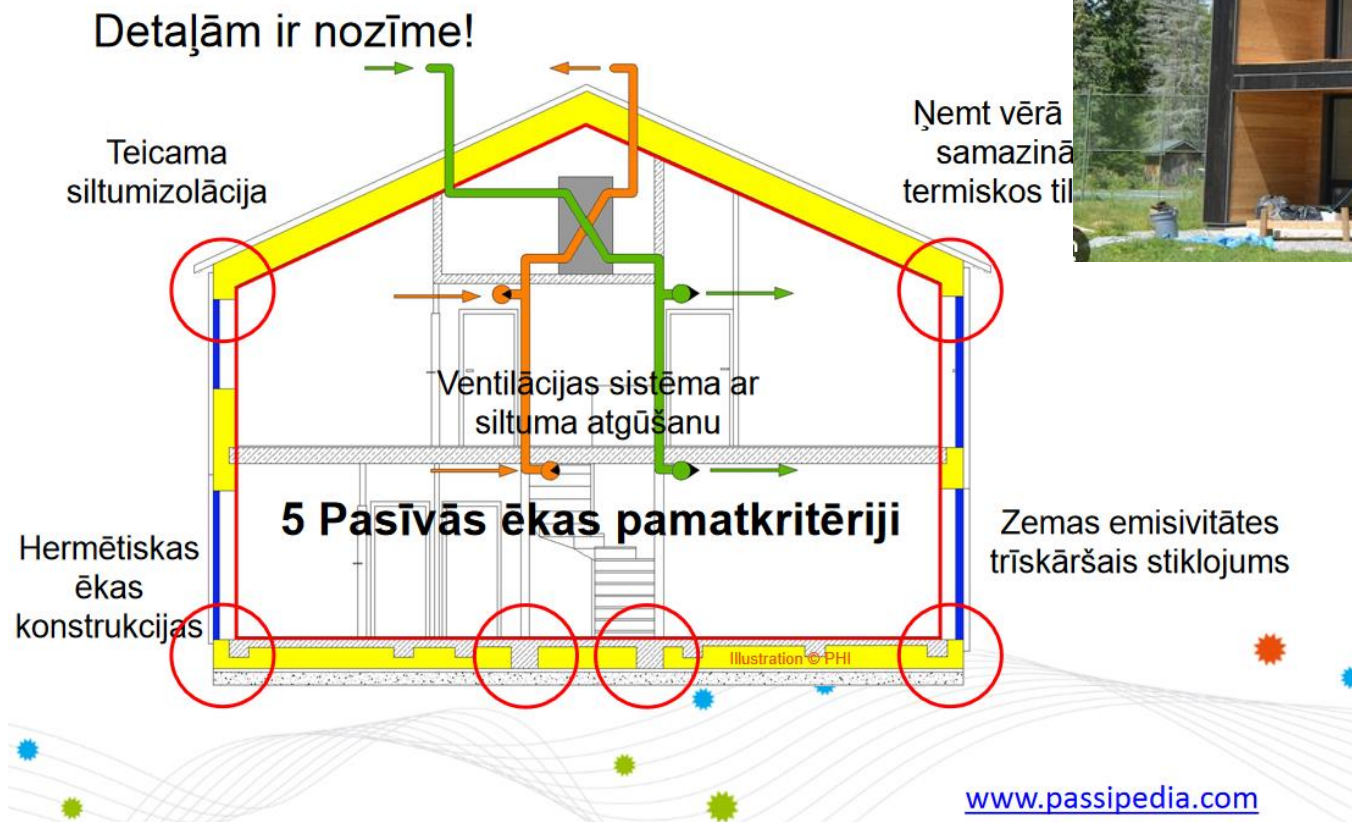 Detaļām ir nozīme!
Teicama
siltumizolācija
Ņemt vērā
samazinā
termiskos til
Ventilācijas sistēma ar
siltuma atgūšanu
5 Pasīvās ēkas pamatkritēriji
Hermētiskas
ēkas
konstrukcijas
Zemas emisivitātes
trīskāršais stiklojums
Illustration © PHI
www.passipedia.com